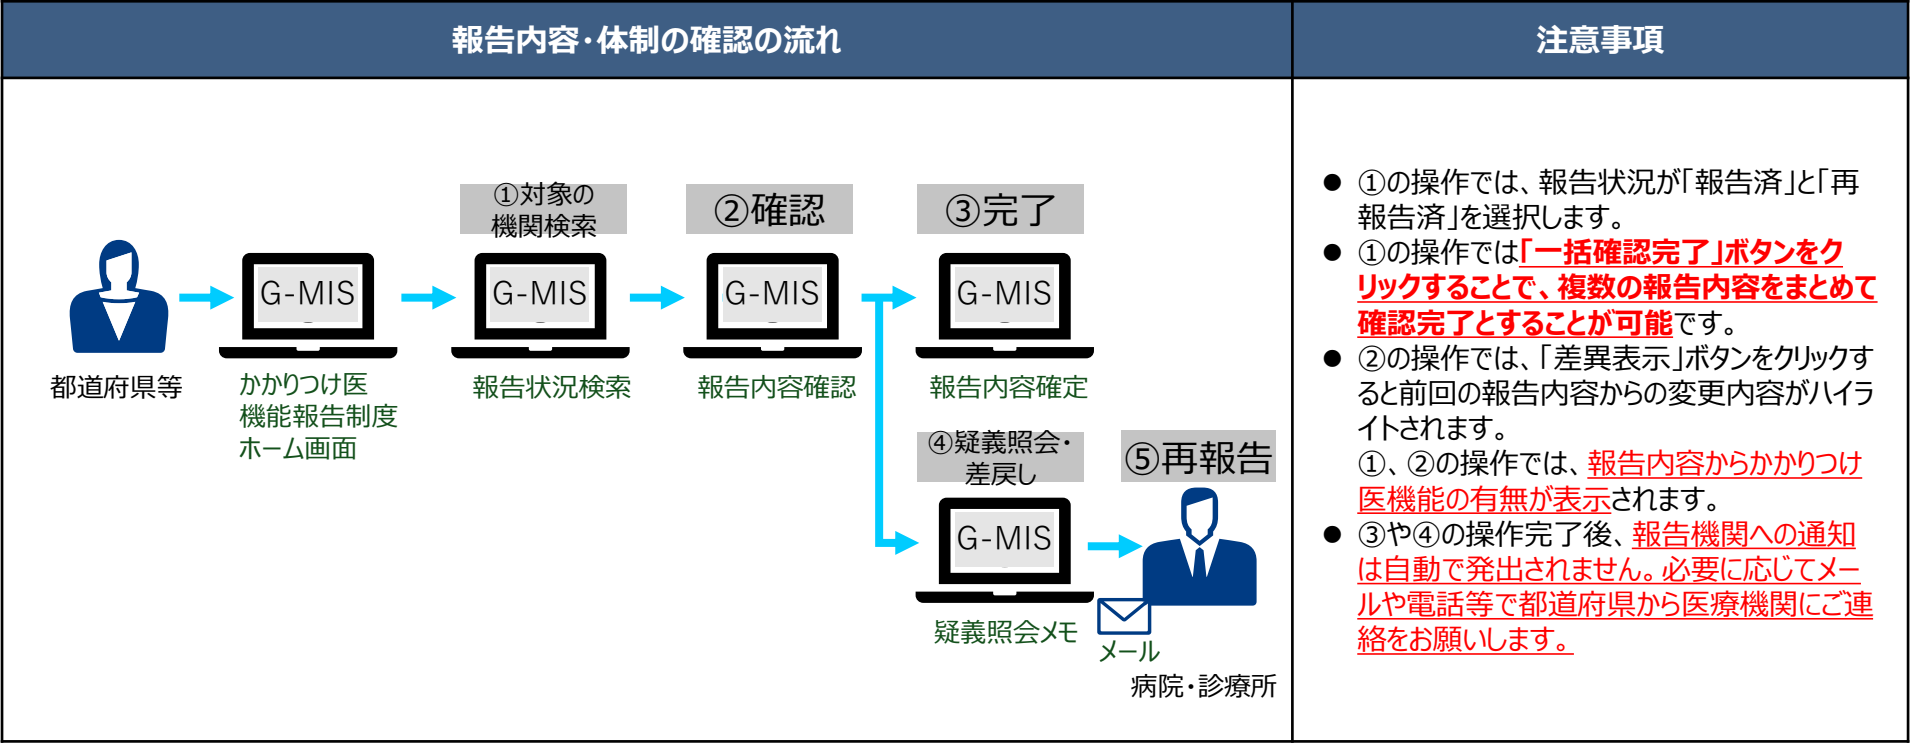 報告内容・体制の確認の流れ
注意事項
①対象の
機関検索
②確認
③完了
G-MIS
G-MIS
G-MIS
G-MIS
都道府県等
かかりつけ医
機能報告制度
ホーム画面
報告状況検索
報告内容確認
報告内容確定
④疑義照会・
差戻し
⑤再報告
G-MIS
疑義照会メモ
メール
病院・診療所
● ①の操作では、報告状況が「報告済」と「再
報告済」を選択します。
● ①の操作では「一括確認完了」ボタンをク
リックすることで、複数の報告内容をまとめて
確認完了とすることが可能です。
● ②の操作では、「差異表示」ボタンをクリックす
ると前回の報告内容からの変更内容がハイラ
イトされます。
①、②の操作では、報告内容からかかりつけ
医機能の有無が表示されます。
● ③や④の操作完了後、報告機関への通知
は自動で発出されません。必要に応じてメー
ルや電話等で都道府県から医療機関にご連
絡をお願いします。